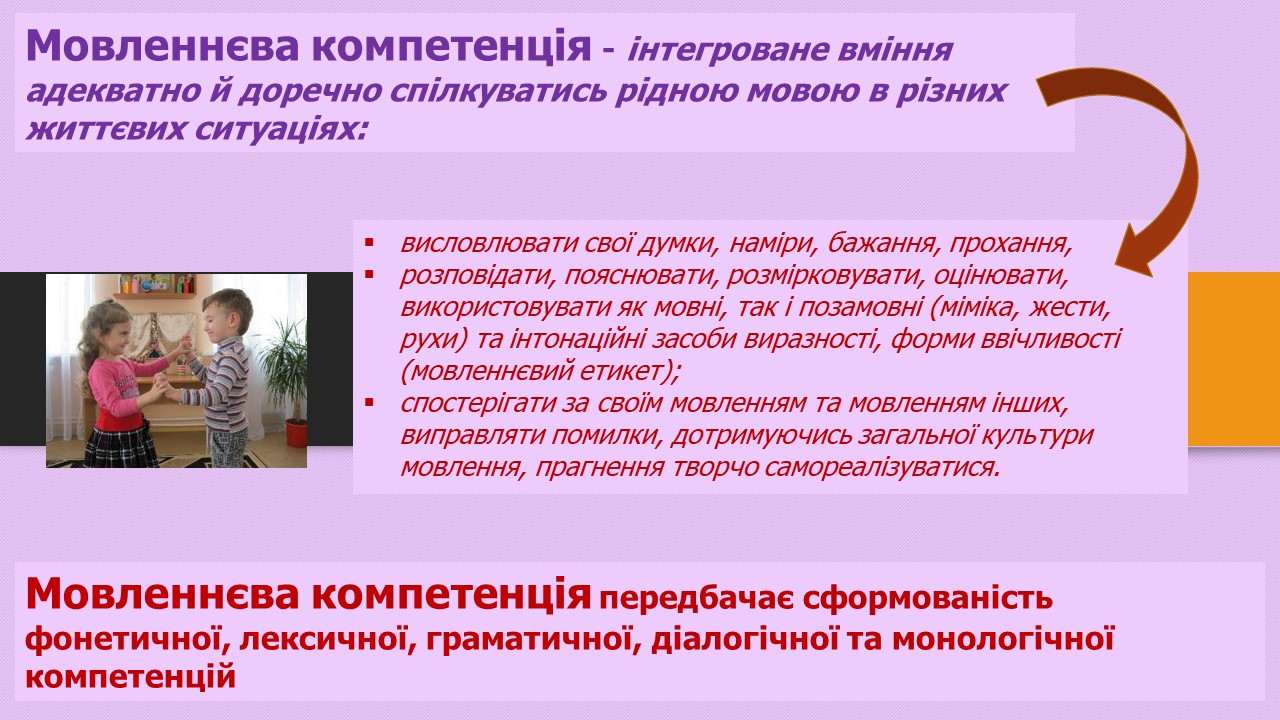 Мовленнєва компетенція - інтегроване вміння
адекватно й доречно спілкуватись рідною мовою в різних
життєвих ситуаціях:
▪ висловлювати свої думки, наміри, бажання, прохання,
▪ розповідати, пояснювати, розмірковувати, оцінювати,
використовувати як мовні, так і позамовні (міміка, жести,
рухи) та інтонаційні засоби виразності, форми ввічливості
(мовленнєвий етикет);
▪ спостерігати за своїм мовленням та мовленням інших,
виправляти помилки, дотримуючись загальної культури
мовлення, прагнення творчо самореалізуватися.
Мовленнєва компетенція передбачає сформованість
фонетичної, лексичної, граматичної, діалогічної та монологічної
компетенцій